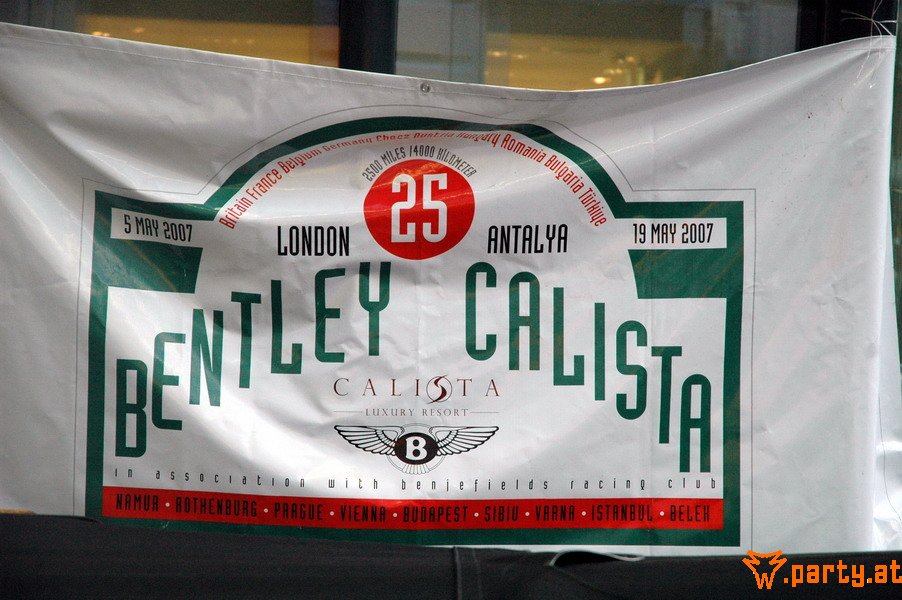 Britain France Belgium Germany Checz Austria Hungary Romania Bulgaria Türkiye
2500 MILES / 4000 KILOMETER
25
5 MAY 2007
LONDON
ANTALYA
19 MAY 2007
BENTLEY CALISTA
CALISTA
LUXURY RESORT
B
in association with benjefields racing club
NAMUR • ROTHENBURG • PRAGUE • VIENNA • BUDAPEST • SIBIU • VARNA • ISTANBUL • BELEK
W.party.at